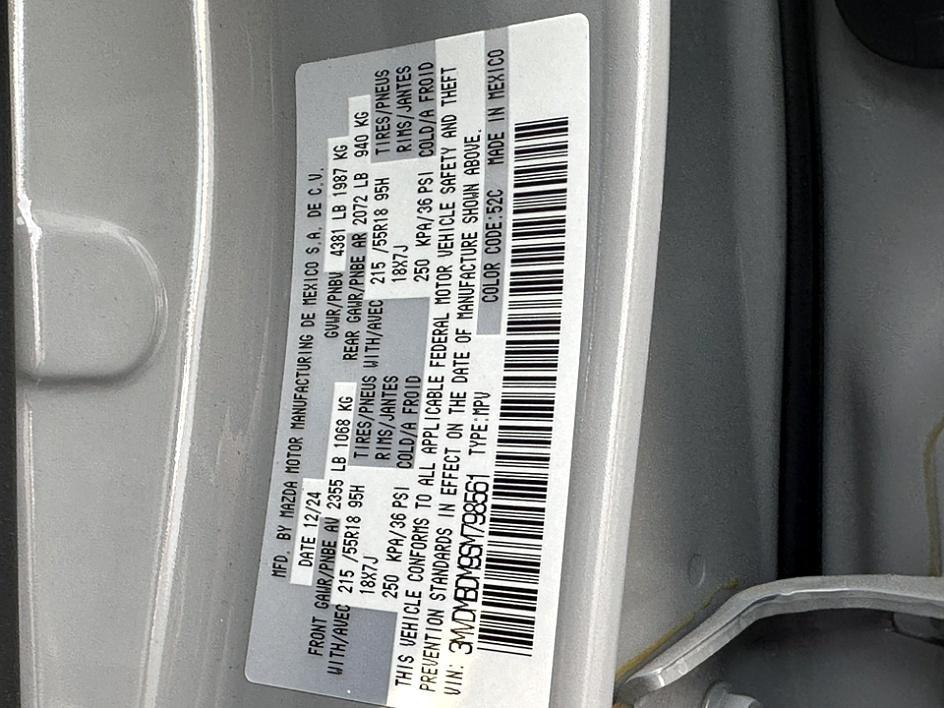 MFD. BY MAZDA MOTOR MANUFACTURING DE MEXICO S.A. DE C.V.
DATE 12/24 GVWR/PNBV 4381 LB 1987 KG
FRONT GAWR/PNBE AV 2355 LB 1068 KG REAR GAWR/PNBE AR 2072 LB 940 KG
WITH/AVEC 215 /55R18 95H TIRES/PNEUS WITH/AVEC 215 /55R18 95H TIRES/PNEUS
18X7J RIMS/JANTES 18X7J RIMS/JANTES
250 KPA/36 PSI COLD/A FROID 250 KPA/36 PSI COLD/A FROID
THIS VEHICLE CONFORMS TO ALL APPLICABLE FEDERAL MOTOR VEHICLE SAFETY AND THEFT
PREVENTION STANDARDS IN EFFECT ON THE DATE OF MANUFACTURE SHOWN ABOVE.
VIN: 3MVDMBDM9SM798561 TYPE:MPV COLOR CODE:52C MADE IN MEXICO